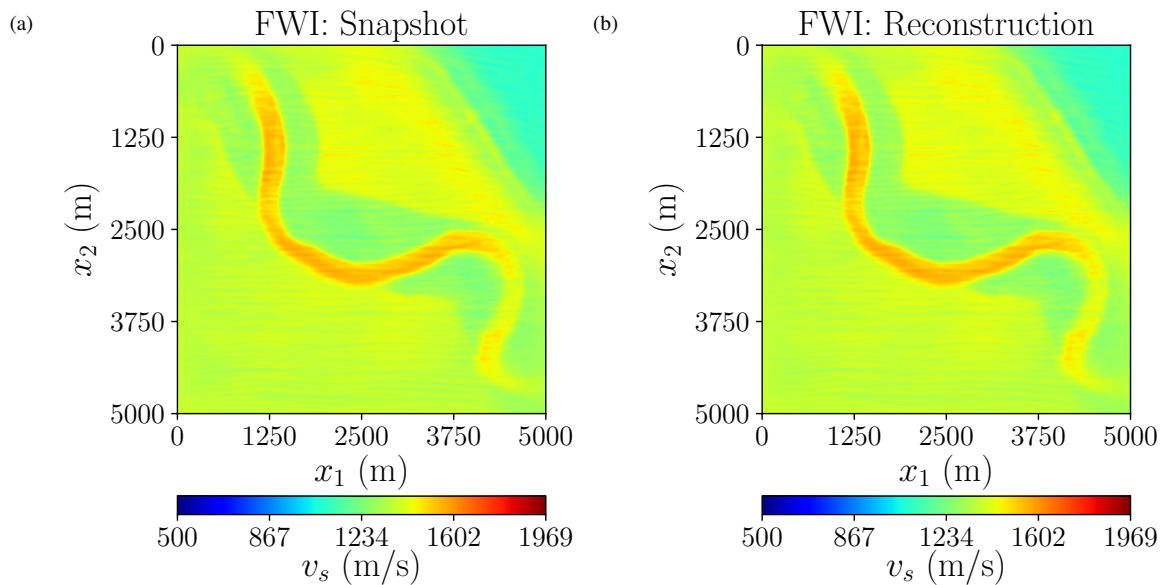 (a)
FWI: Snapshot
0
1250
2500
3750
5000
x₂ (m)
0 1250 2500 3750 5000
x₁ (m)
500 867 1234 1602 1969
vₛ (m/s)
(b)
FWI: Reconstruction
0
1250
2500
3750
5000
x₂ (m)
0 1250 2500 3750 5000
x₁ (m)
500 867 1234 1602 1969
vₛ (m/s)